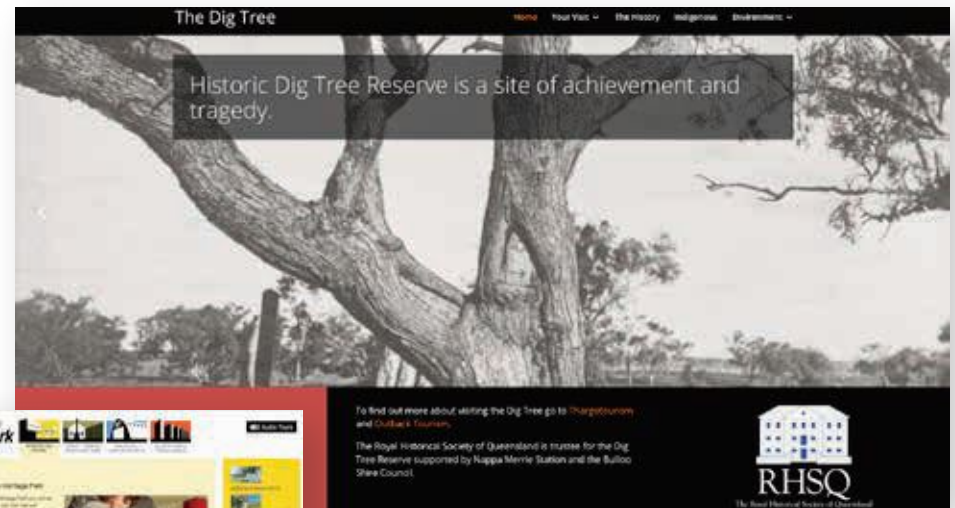 The Dig Tree
Home Your Visit The History Indigenous Environment
Historic Dig Tree Reserve is a site of achievement and
tragedy.
To find out more about visiting the Dig Tree go to Thargotourism
and Outback Tourism.
The Royal Historical Society of Queensland is trustee for the Dig
Tree Reserve supported by Nappa Merrie Station and the Bulloo
Shire Council.
RHSQ
The Royal Historical Society of Queensland
Audio Tours